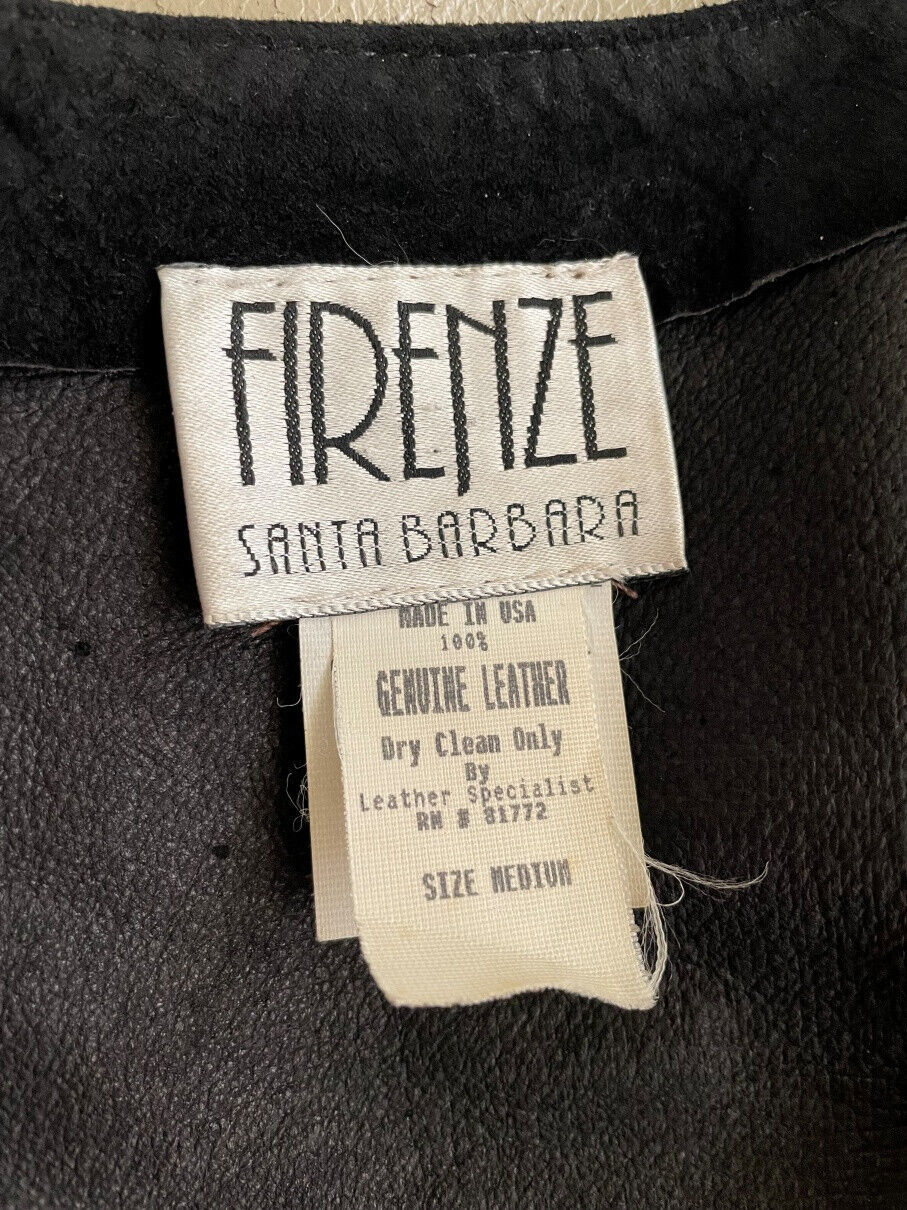 FIRENZE
SANTA BARBARA
MADE IN USA
100%
GENUINE LEATHER
Dry Clean Only
By
Leather Specialist
RN # 81772
SIZE MEDIUM